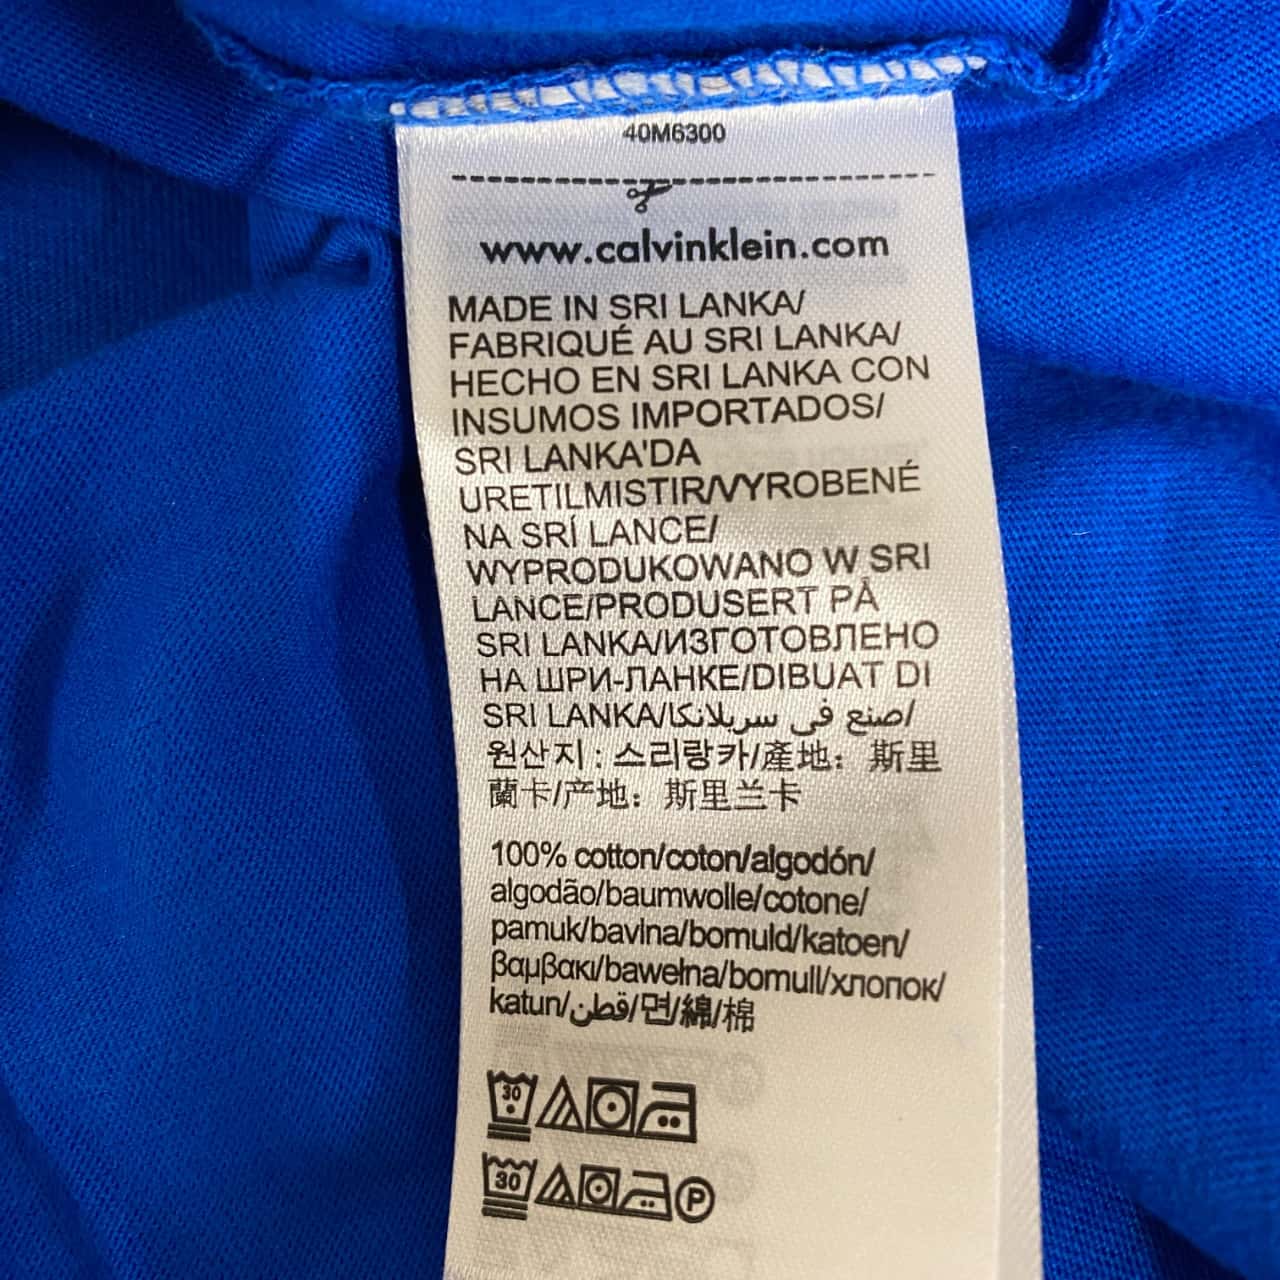 40M6300
www.calvinklein.com
MADE IN SRI LANKA/
FABRIQUÉ AU SRI LANKA/
HECHO EN SRI LANKA CON
INSUMOS IMPORTADOS/
SRI LANKA'DA
URETILMISTIR/VYROBENÉ
NA SRÍ LANCE/
WYPRODUKOWANO W SRI
LANCE/PRODUSERT PÅ
SRI LANKA/ИЗГОТОВЛЕНО
НА ШРИ-ЛАНКЕ/DIBUAT DI
SRI LANKA/صنع في سريلانكا/
원산지 : 스리랑카/產地：斯里
蘭卡/产地：斯里兰卡
100% cotton/coton/algodón/
algodão/baumwolle/cotone/
pamuk/bavlna/bomuld/katoen/
βαμβακι/bawełna/bomull/хлопок/
katun/قطن/면/綿/棉
30
30 P